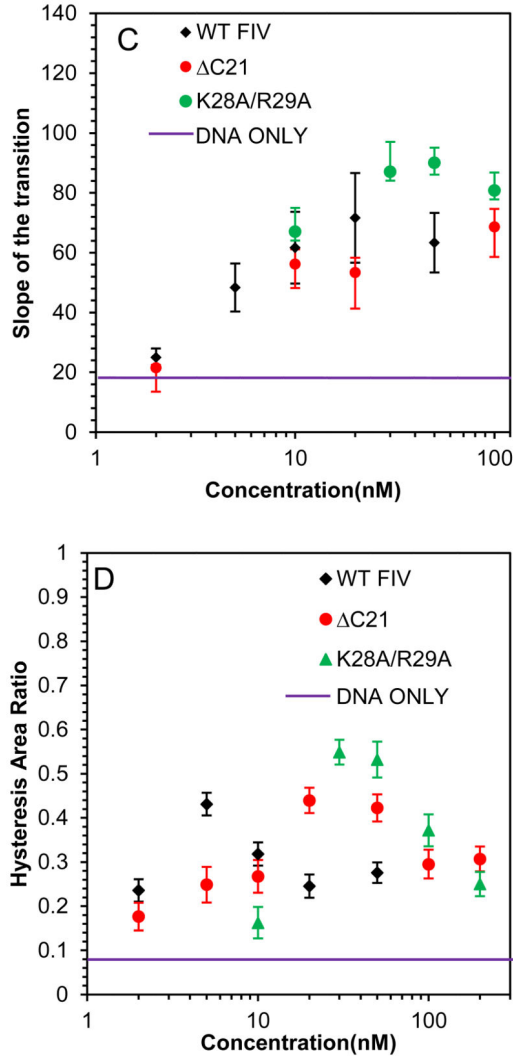 C
WT FIV
ΔC21
K28A/R29A
DNA ONLY
Slope of the transition
140
120
100
80
60
40
20
0
1
10
100
Concentration(nM)
D
WT FIV
ΔC21
K28A/R29A
DNA ONLY
Hysteresis Area Ratio
1
0.9
0.8
0.7
0.6
0.5
0.4
0.3
0.2
0.1
0
1
10
100
Concentration(nM)